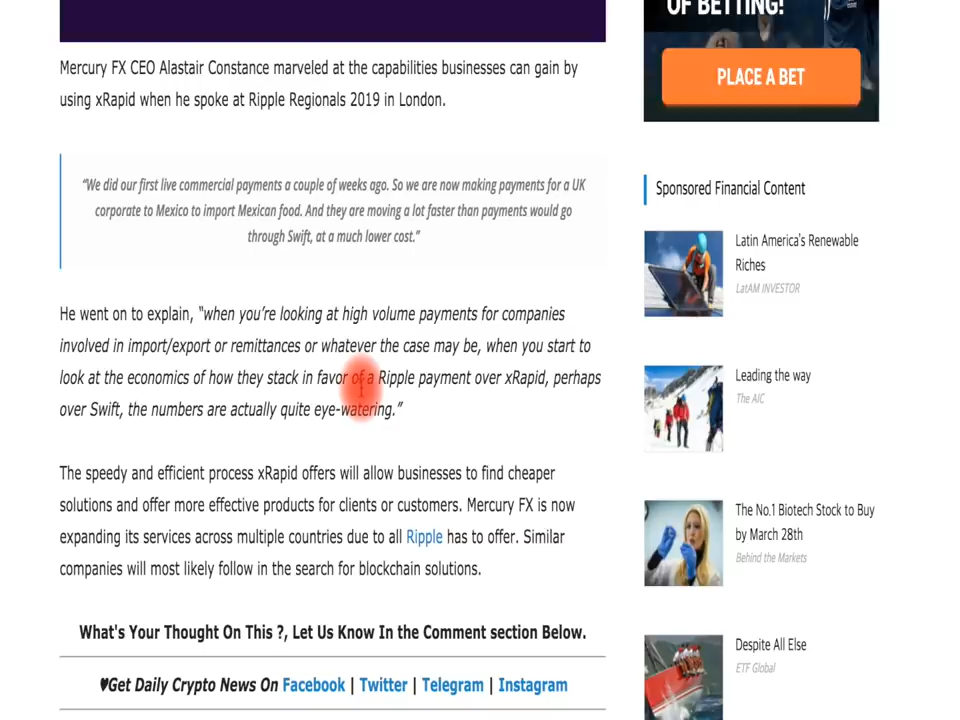 OF BETTING!
PLACE A BET
Mercury FX CEO Alastair Constance marveled at the capabilities businesses can gain by
using xRapid when he spoke at Ripple Regionals 2019 in London.
"We did our first live commercial payments a couple of weeks ago. So we are now making payments for a UK
corporate to Mexico to import Mexican food. And they are moving a lot faster than payments would go
through Swift, at a much lower cost."
He went on to explain, "when you're looking at high volume payments for companies
involved in import/export or remittances or whatever the case may be, when you start to
look at the economics of how they stack in favor of a Ripple payment over xRapid, perhaps
over Swift, the numbers are actually quite eye-watering."
The speedy and efficient process xRapid offers will allow businesses to find cheaper
solutions and offer more effective products for clients or customers. Mercury FX is now
expanding its services across multiple countries due to all Ripple has to offer. Similar
companies will most likely follow in the search for blockchain solutions.
What's Your Thought On This ?, Let Us Know In the Comment section Below.
♥Get Daily Crypto News On Facebook | Twitter | Telegram | Instagram
Sponsored Financial Content
Latin America's Renewable
Riches
LatAM INVESTOR
Leading the way
The AIC
The No.1 Biotech Stock to Buy
by March 28th
Behind the Markets
Despite All Else
ETF Global